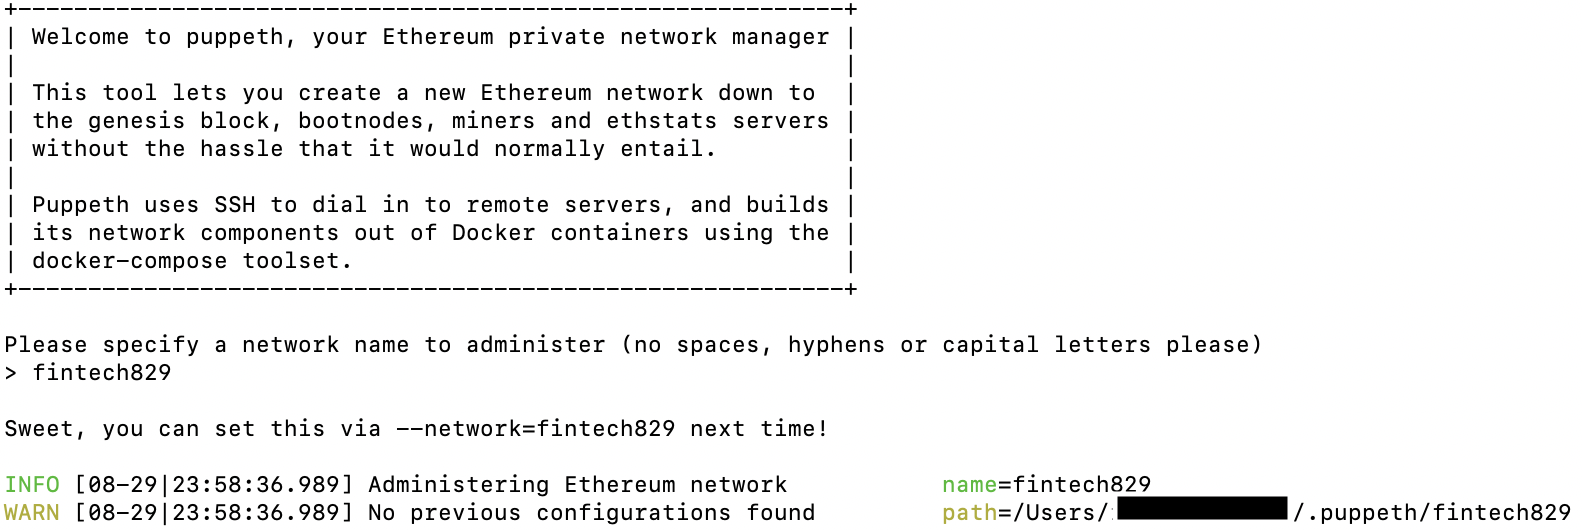 +-----------------------------------------------------------+
| Welcome to puppeth, your Ethereum private network manager |
|                                                           |
| This tool lets you create a new Ethereum network down to  |
| the genesis block, bootnodes, miners and ethstats servers |
| without the hassle that it would normally entail.         |
|                                                           |
| Puppeth uses SSH to dial in to remote servers, and builds |
| its network components out of Docker containers using the |
| docker-compose toolset.                                   |
+-----------------------------------------------------------+
Please specify a network name to administer (no spaces, hyphens or capital letters please)
> fintech829
Sweet, you can set this via --network=fintech829 next time!
INFO [08-29|23:58:36.989] Administering Ethereum network           name=fintech829
WARN [08-29|23:58:36.989] No previous configurations found         path=/Users/ /.puppeth/fintech829